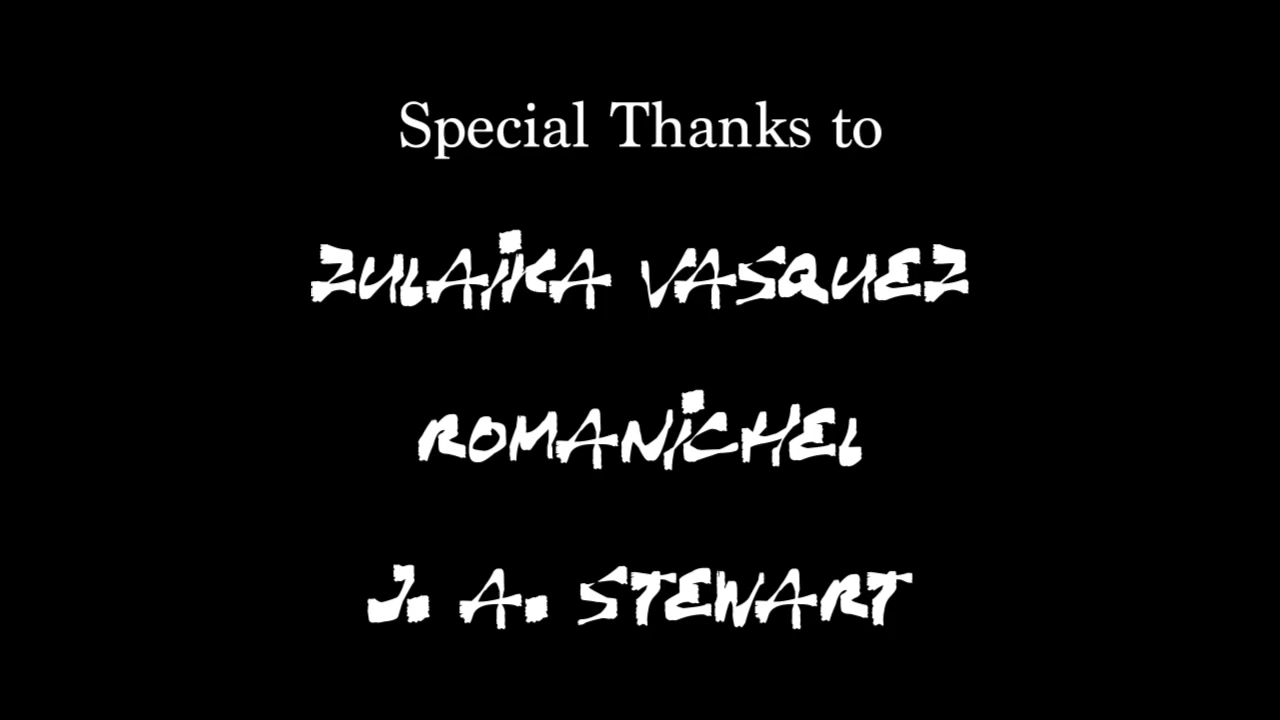 Special Thanks to
ZULAIKA VASQUEZ
ROMANICHEL
J. A. STEWART